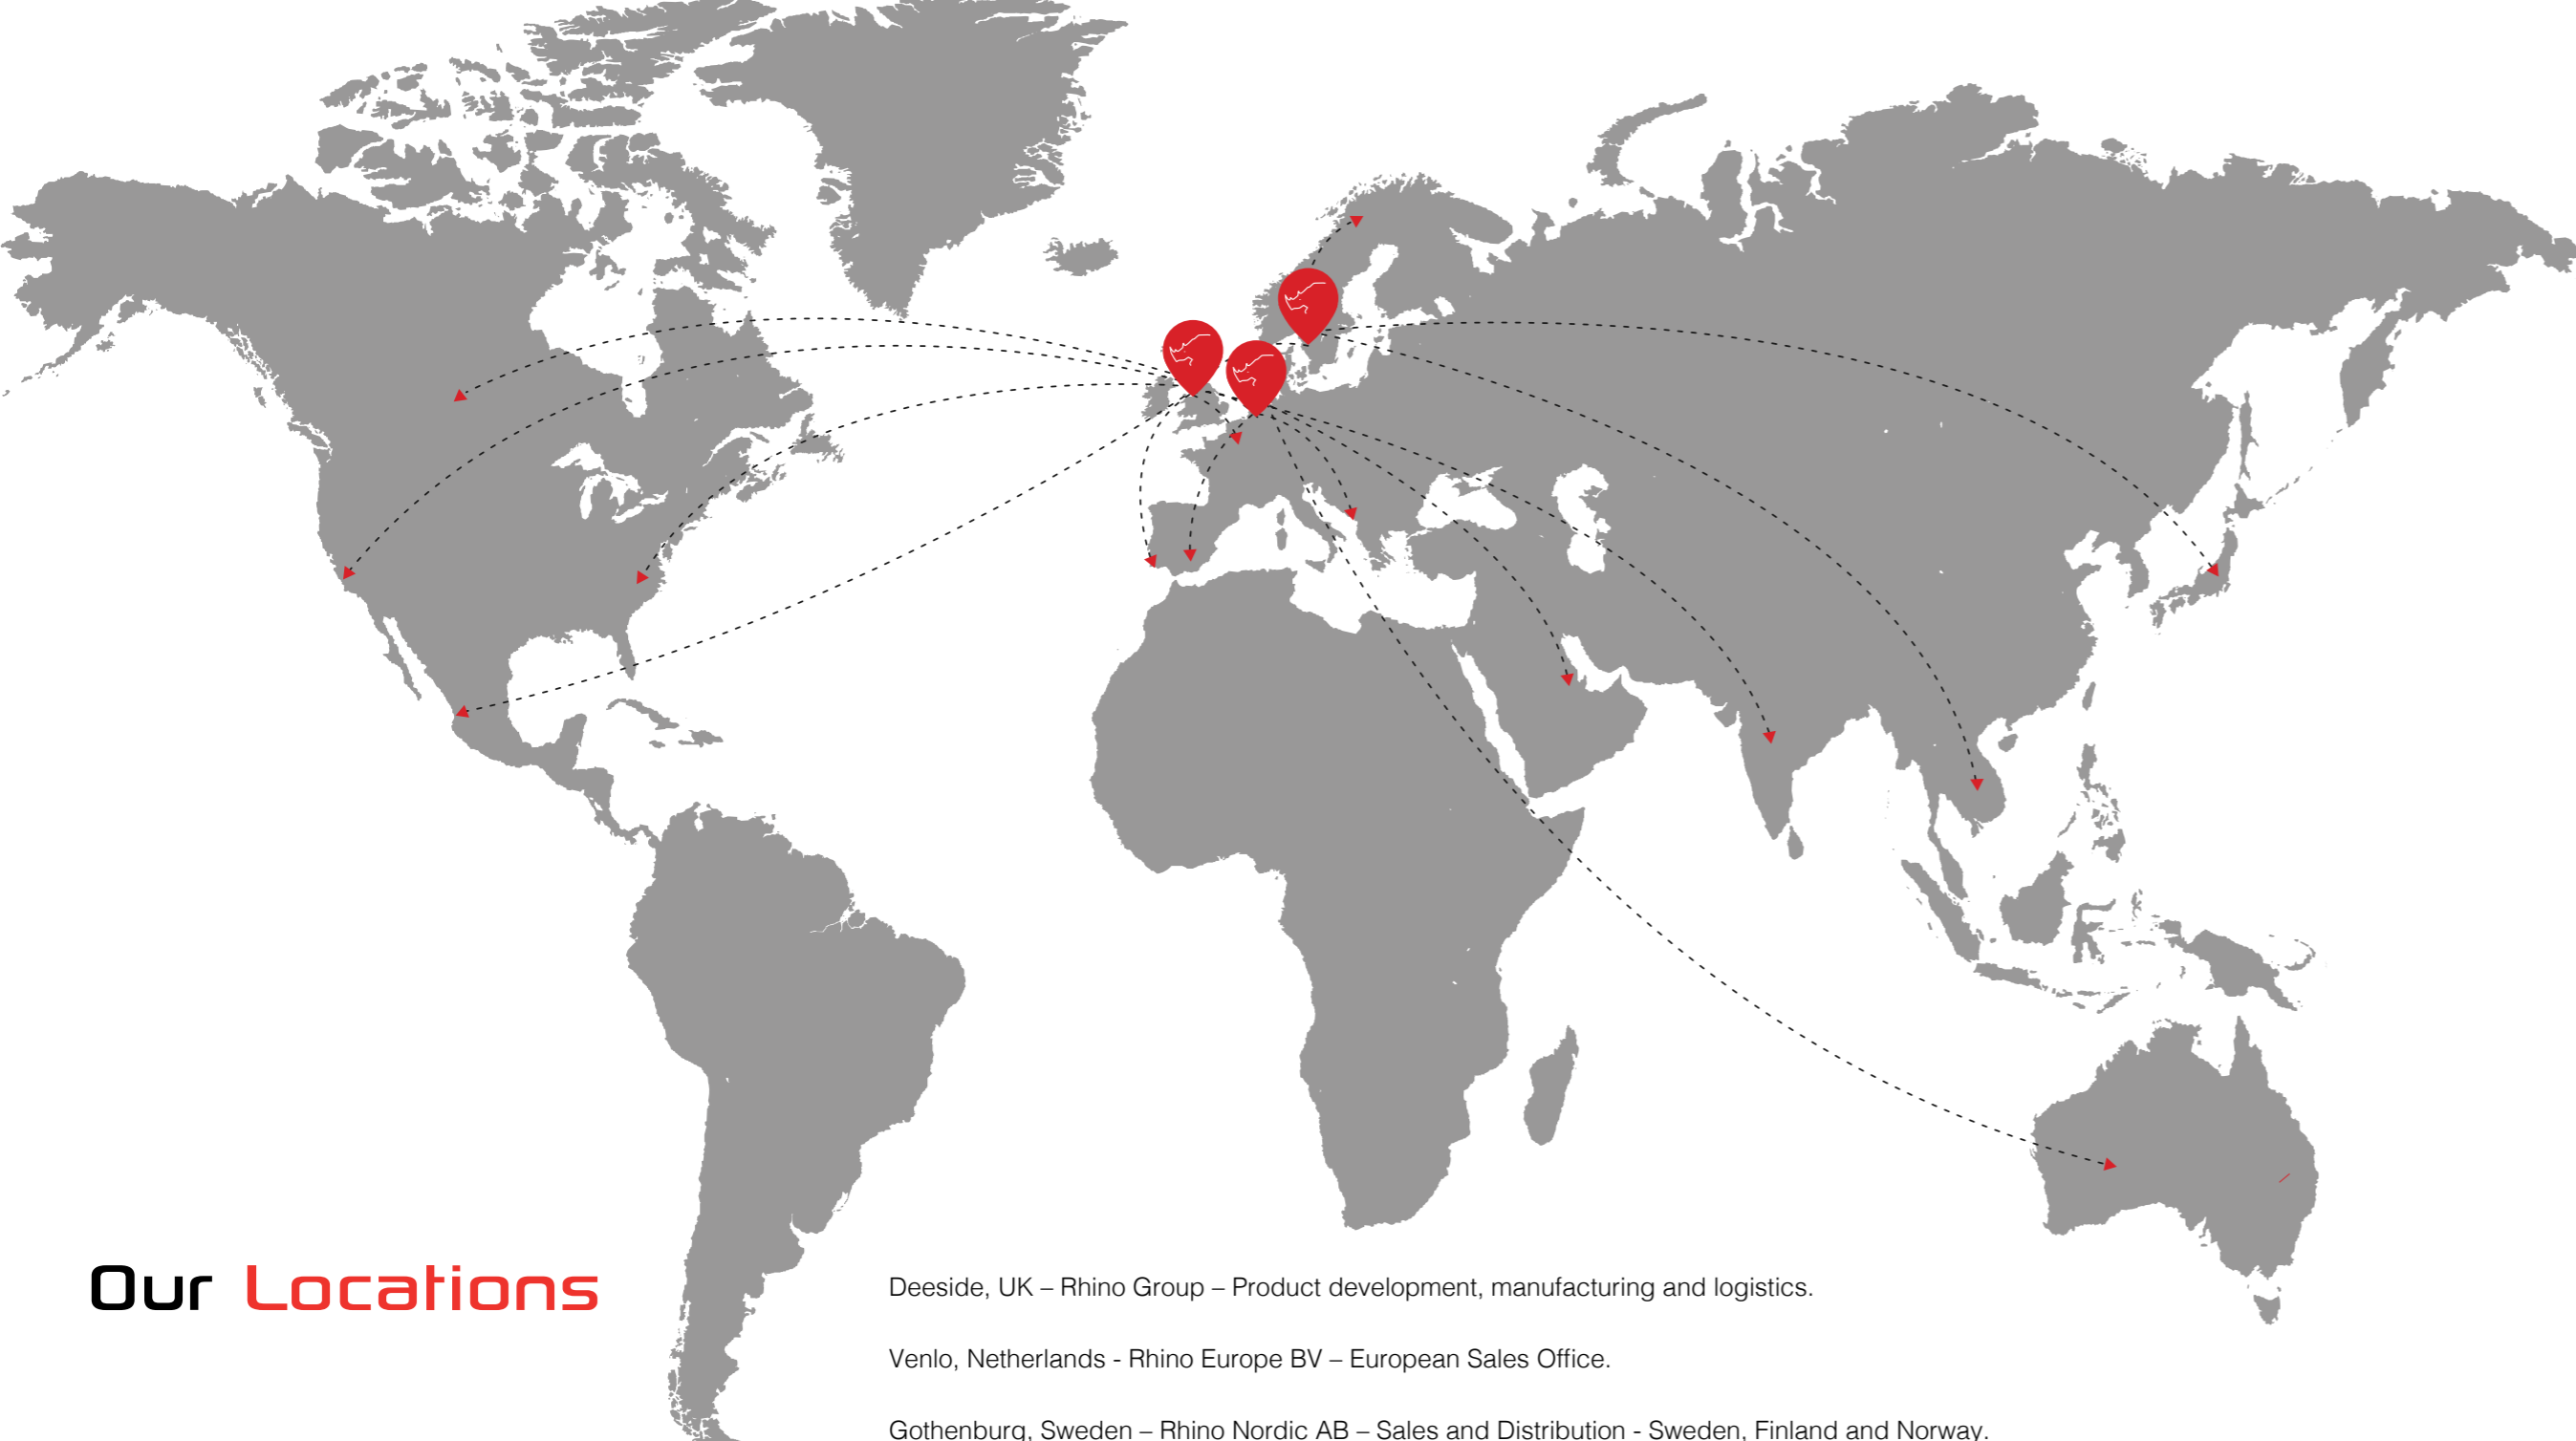 Our Locations
Deeside, UK – Rhino Group – Product development, manufacturing and logistics.
Venlo, Netherlands - Rhino Europe BV – European Sales Office.
Gothenburg, Sweden – Rhino Nordic AB – Sales and Distribution - Sweden, Finland and Norway.